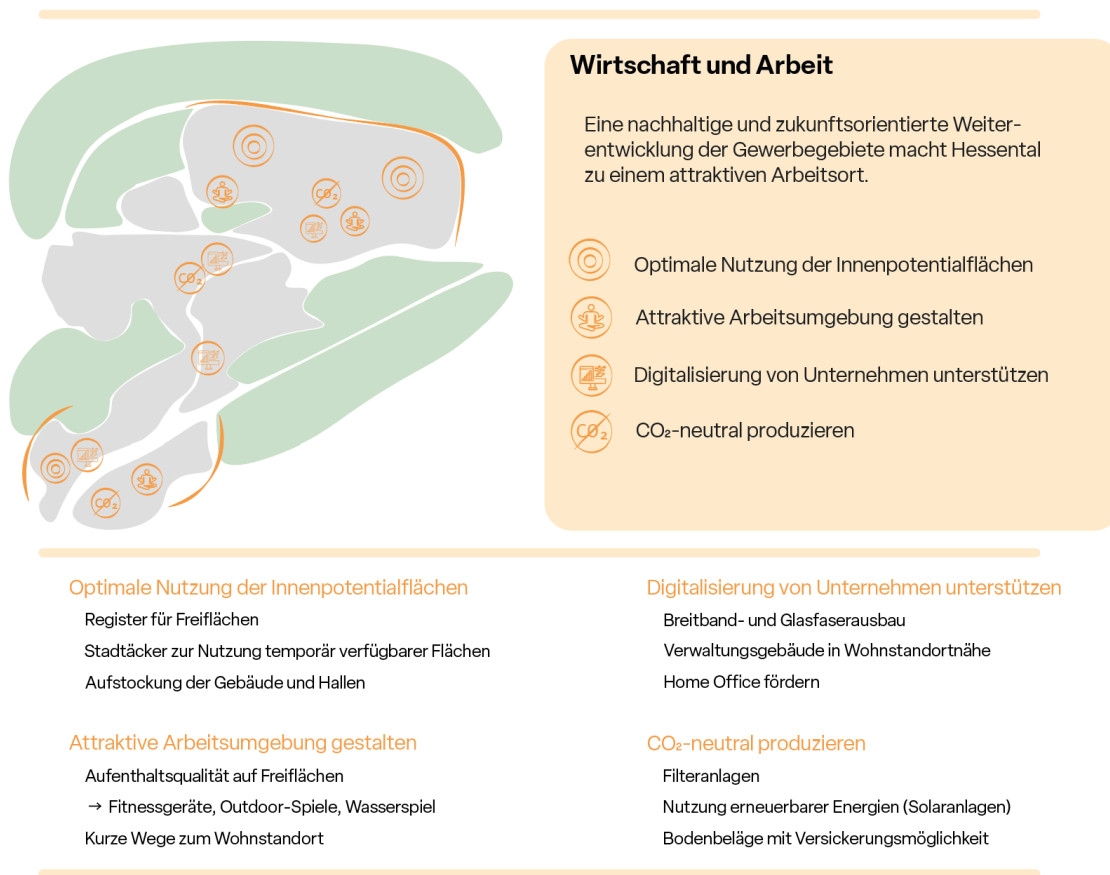 Wirtschaft und Arbeit
Eine nachhaltige und zukunftsorientierte Weiter-
entwicklung der Gewerbegebiete macht Hessental
zu einem attraktiven Arbeitsort.
CO₂
CO₂
CO₂
Optimale Nutzung der Innenpotentialflächen
Attraktive Arbeitsumgebung gestalten
Digitalisierung von Unternehmen unterstützen
CO₂
CO₂-neutral produzieren
Optimale Nutzung der Innenpotentialflächen
Register für Freiflächen
Stadtäcker zur Nutzung temporär verfügbarer Flächen
Aufstockung der Gebäude und Hallen
Attraktive Arbeitsumgebung gestalten
Aufenthaltsqualität auf Freiflächen
→ Fitnessgeräte, Outdoor-Spiele, Wasserspiel
Kurze Wege zum Wohnstandort
Digitalisierung von Unternehmen unterstützen
Breitband- und Glasfaserausbau
Verwaltungsgebäude in Wohnstandortnähe
Home Office fördern
CO₂-neutral produzieren
Filteranlagen
Nutzung erneuerbarer Energien (Solaranlagen)
Bodenbeläge mit Versickerungsmöglichkeit